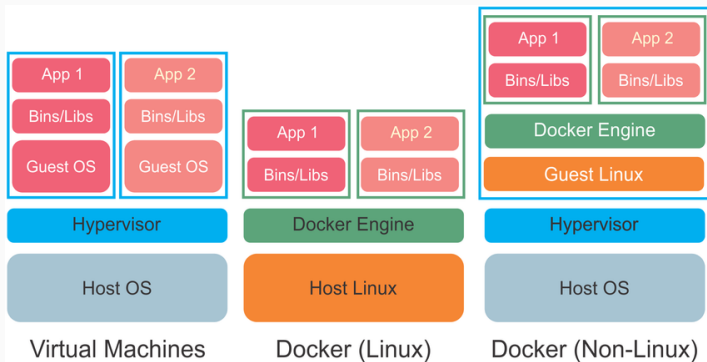 App 1
App 2
Bins/Libs
Bins/Libs
Guest OS
Guest OS
Hypervisor
Host OS
Virtual Machines
App 1
App 2
Bins/Libs
Bins/Libs
Docker Engine
Host Linux
Docker (Linux)
App 1
App 2
Bins/Libs
Bins/Libs
Docker Engine
Guest Linux
Hypervisor
Host OS
Docker (Non-Linux)